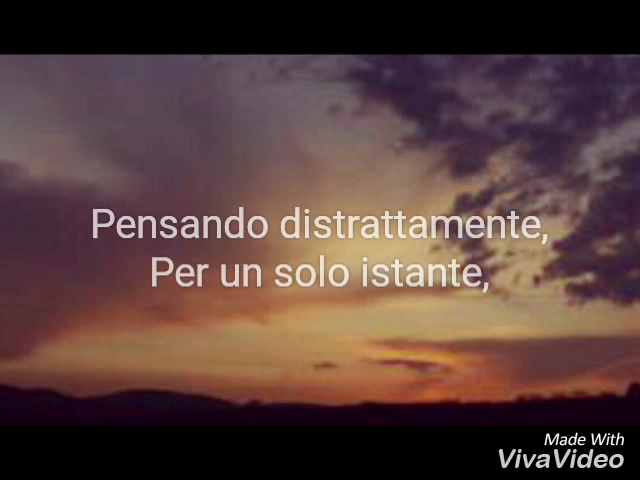 Pensando distrattamente,
Per un solo istante,
Made With
VivaVideo